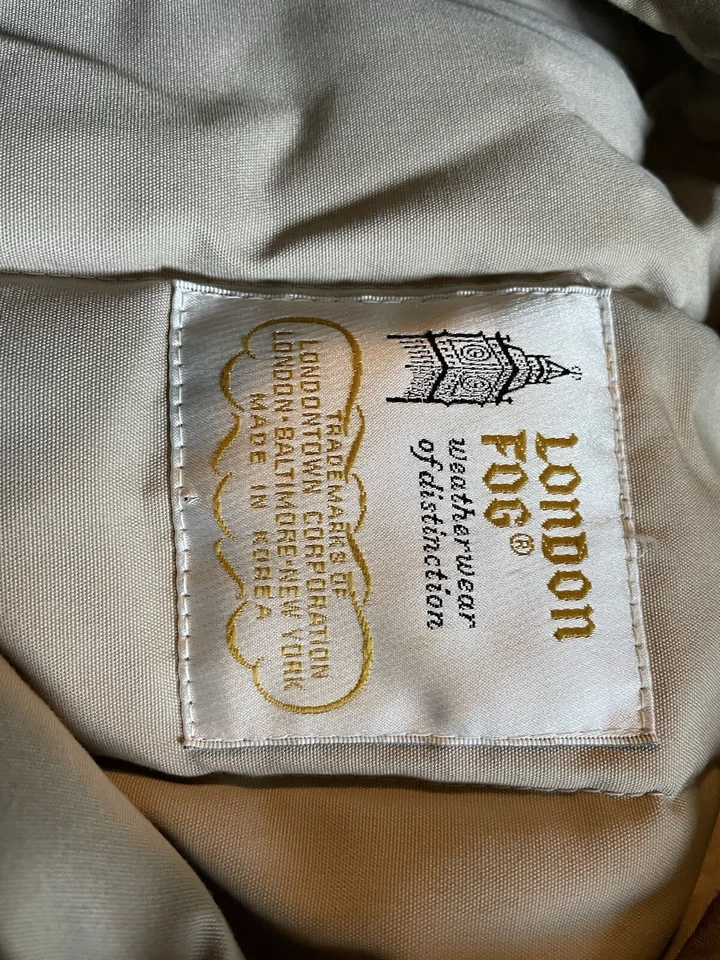 LONDON
FOG®
weatherwear
of distinction
TRADEMARKS OF
LONDONTOWN CORPORATION
LONDON·BALTIMORE·NEW YORK
MADE IN KOREA